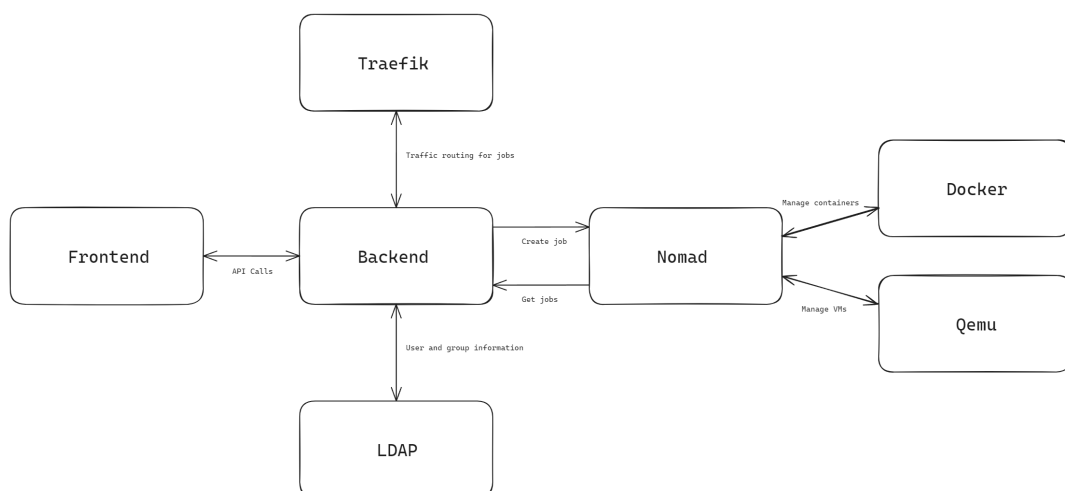 Traefik
Traffic routing for jobs
Docker
Manage containers
Frontend
API Calls
Backend
Create job
Get jobs
Nomad
Manage VMs
Qemu
User and group information
LDAP